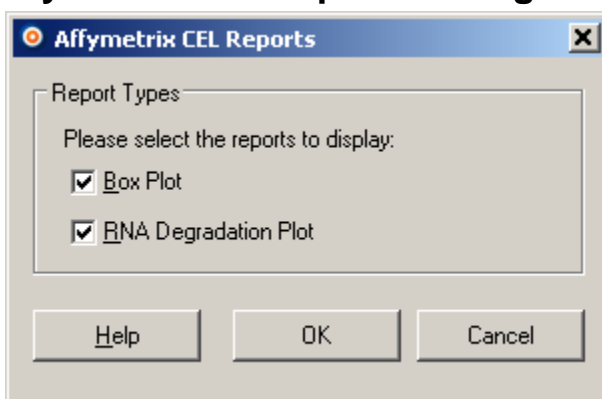 Affymetrix CEL Reports
Report Types
Please select the reports to display:
Box Plot
RNA Degradation Plot
Help OK Cancel